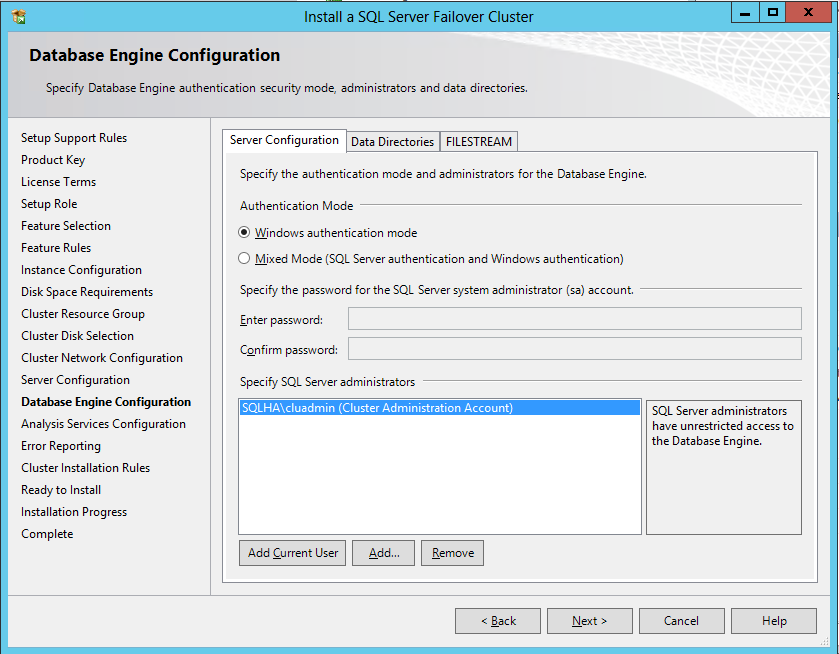 Install a SQL Server Failover Cluster
Database Engine Configuration
Specify Database Engine authentication security mode, administrators and data directories.
Setup Support Rules
Product Key
License Terms
Setup Role
Feature Selection
Feature Rules
Instance Configuration
Disk Space Requirements
Cluster Resource Group
Cluster Disk Selection
Cluster Network Configuration
Server Configuration
Database Engine Configuration
Analysis Services Configuration
Error Reporting
Cluster Installation Rules
Ready to Install
Installation Progress
Complete
Server Configuration Data Directories FILESTREAM
Specify the authentication mode and administrators for the Database Engine.
Authentication Mode
Windows authentication mode
Mixed Mode (SQL Server authentication and Windows authentication)
Specify the password for the SQL Server system administrator (sa) account.
Enter password:
Confirm password:
Specify SQL Server administrators
SQLHA\cluadmin (Cluster Administration Account)
SQL Server administrators
have unrestricted access to
the Database Engine.
Add Current User Add... Remove
< Back Next > Cancel Help